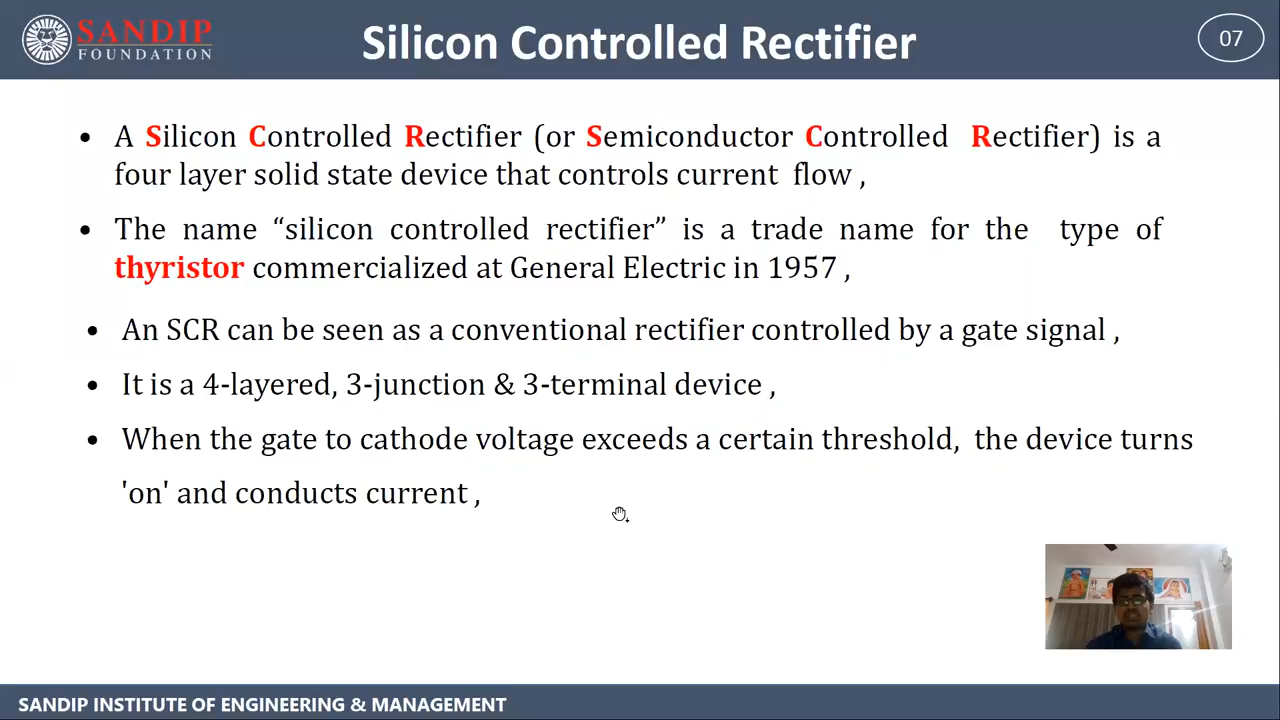 SANDIP
FOUNDATION
Silicon Controlled Rectifier
07
• A Silicon Controlled Rectifier (or Semiconductor Controlled Rectifier) is a
four layer solid state device that controls current flow ,
• The name “silicon controlled rectifier” is a trade name for the type of
thyristor commercialized at General Electric in 1957 ,
• An SCR can be seen as a conventional rectifier controlled by a gate signal ,
• It is a 4-layered, 3-junction & 3-terminal device ,
• When the gate to cathode voltage exceeds a certain threshold, the device turns
'on' and conducts current ,
SANDIP INSTITUTE OF ENGINEERING & MANAGEMENT